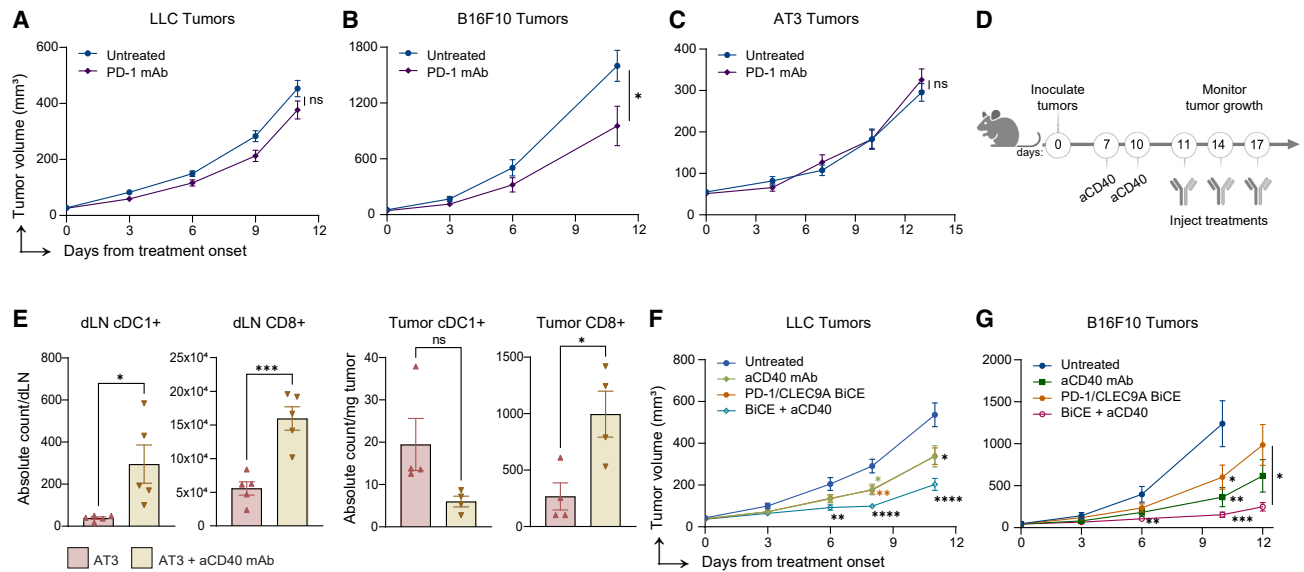 A
LLC Tumors
Tumor volume (mm³)
600
400
200
0
Untreated
PD-1 mAb
ns
0 3 6 9 12
Days from treatment onset
B
B16F10 Tumors
1800
1200
600
0
Untreated
PD-1 mAb
*
0 3 6 9 12
C
AT3 Tumors
400
300
200
100
0
Untreated
PD-1 mAb
ns
0 3 6 9 12 15
D
Inoculate
tumors
Monitor
tumor growth
days:
0 7 10 11 14 17
aCD40 aCD40
Inject treatments
E
dLN cDC1+
Absolute count/dLN
800
600
400
200
0
*
dLN CD8+
25x10⁴
20x10⁴
15x10⁴
10x10⁴
5x10⁴
0
***
Tumor cDC1+
Absolute count/mg tumor
40
30
20
10
0
ns
Tumor CD8+
1500
1000
500
0
*
AT3
AT3 + aCD40 mAb
F
LLC Tumors
Tumor volume (mm³)
800
600
400
200
0
Untreated
aCD40 mAb
PD-1/CLEC9A BiCE
BiCE + aCD40
*
*
**
****
**
****
0 3 6 9 12
Days from treatment onset
G
B16F10 Tumors
2000
1500
1000
500
0
Untreated
aCD40 mAb
PD-1/CLEC9A BiCE
BiCE + aCD40
*
*
**
**
***
0 3 6 9 12